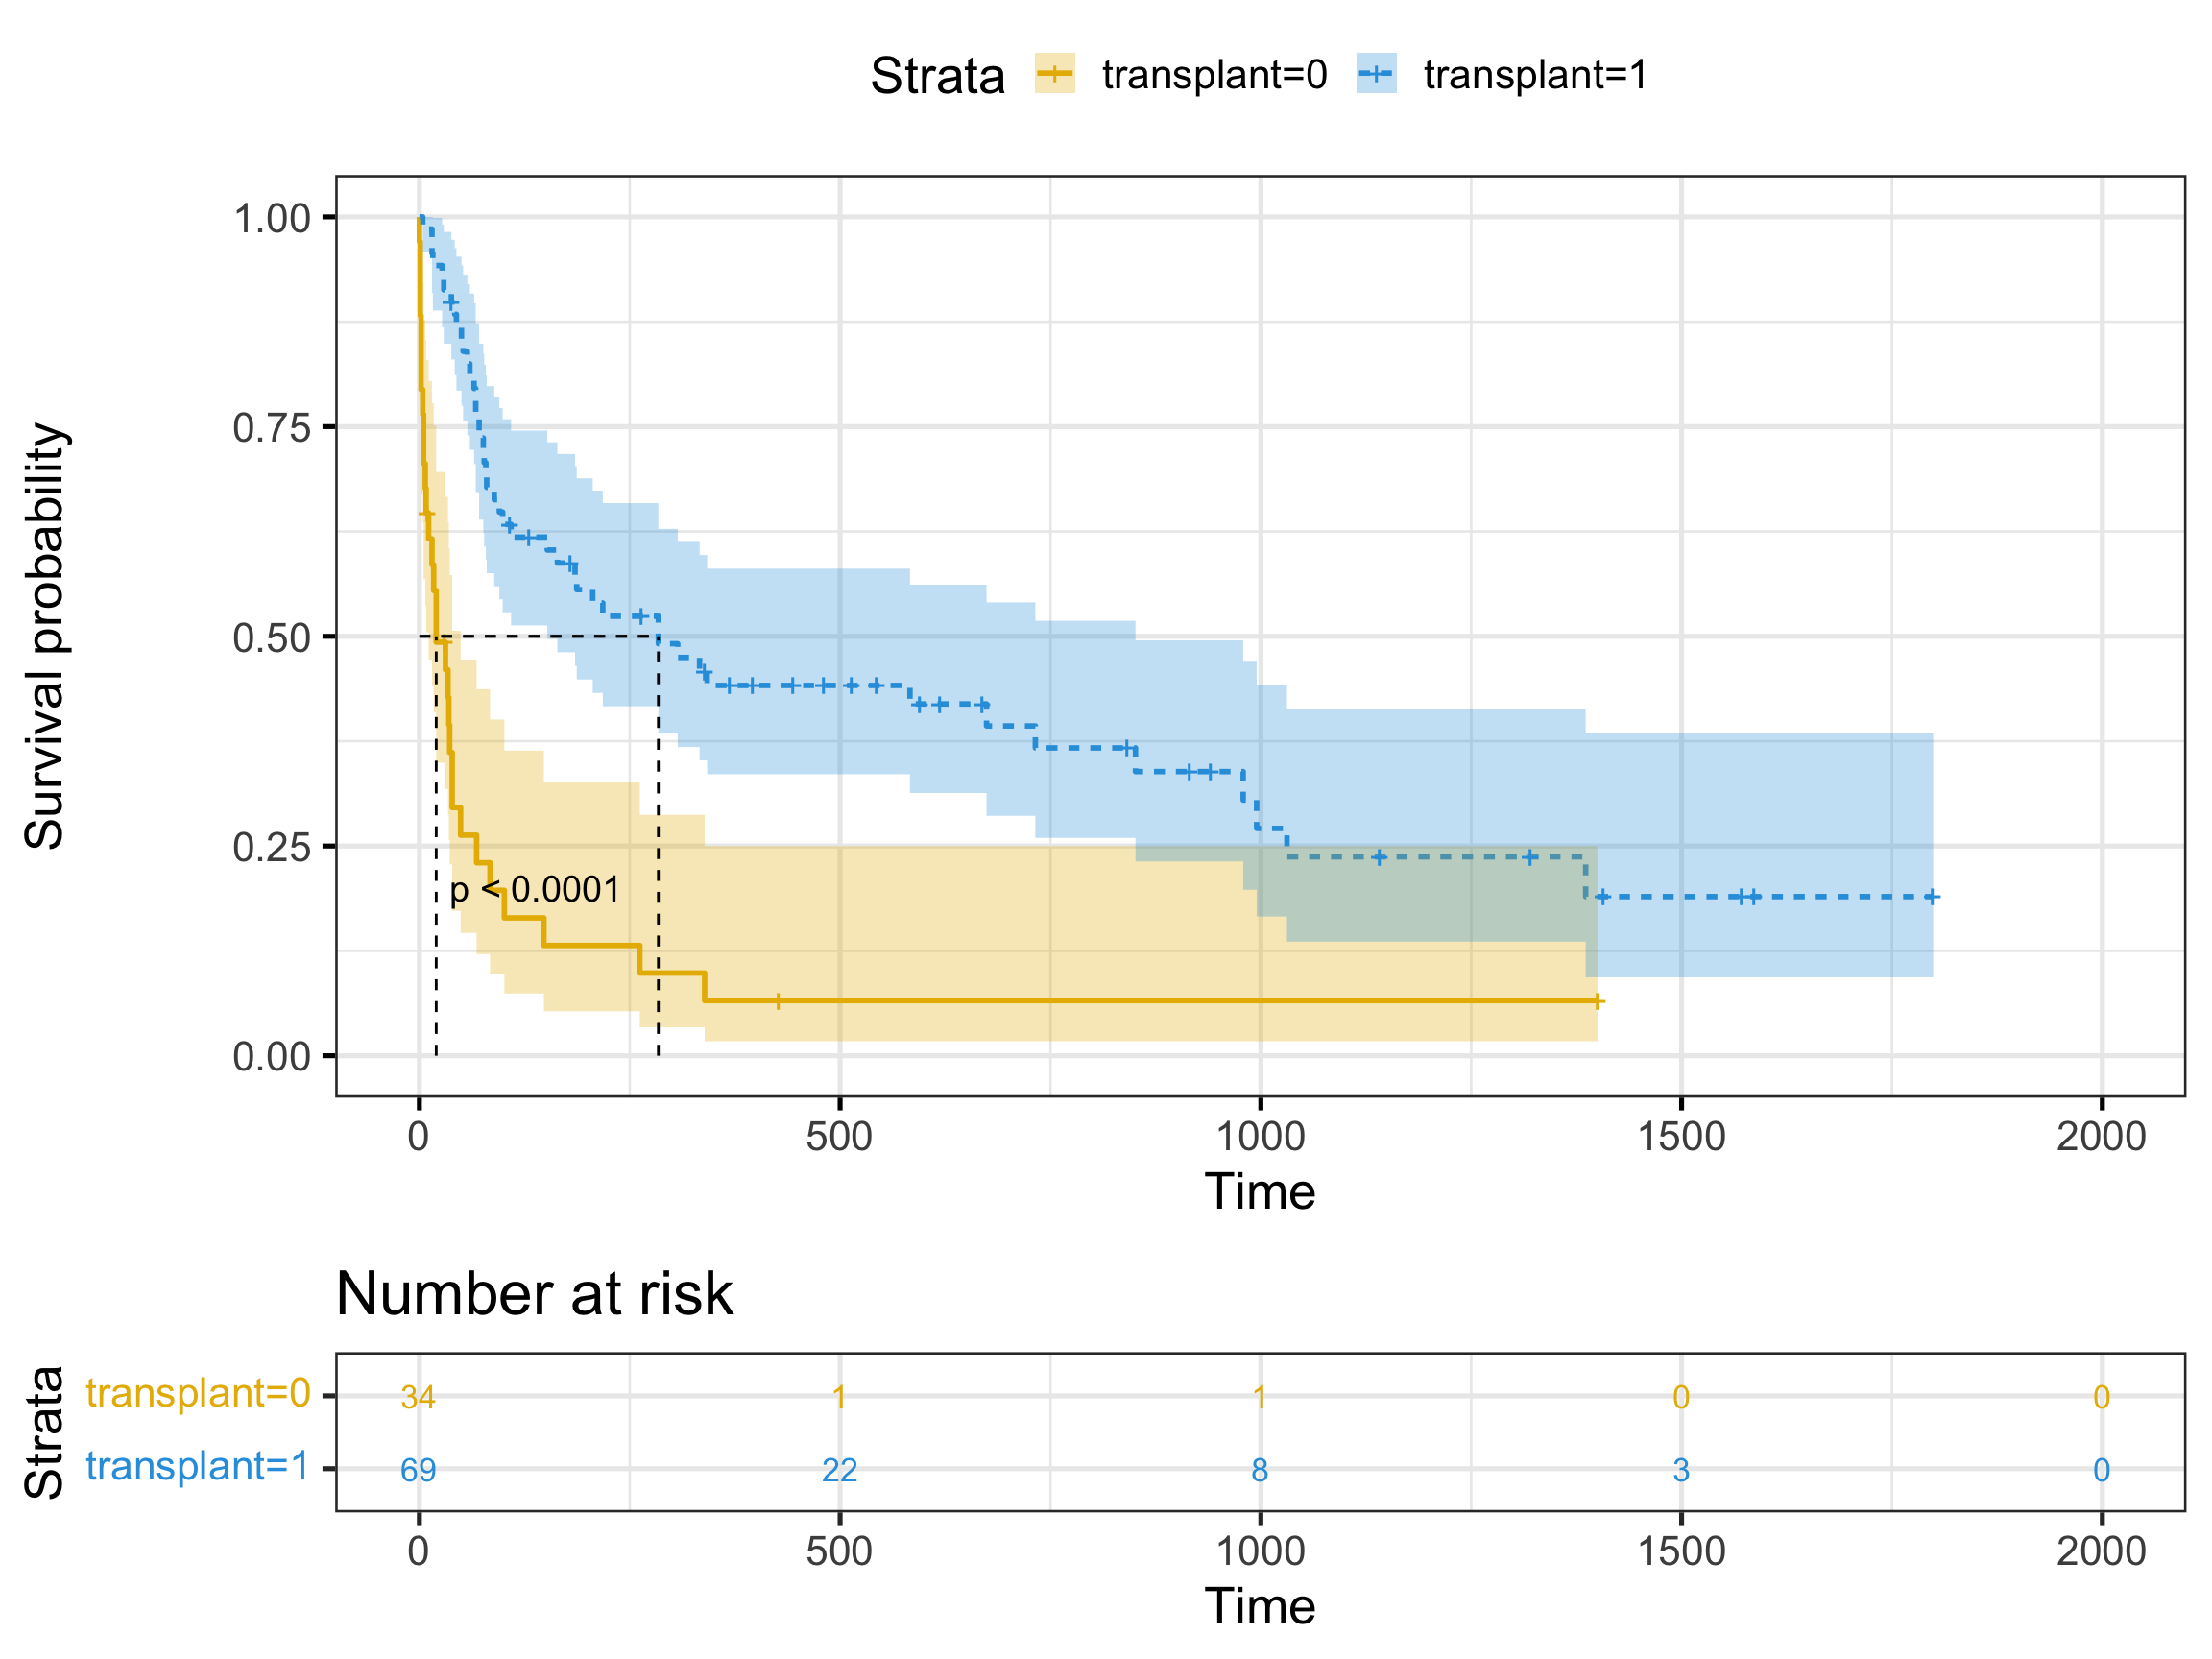 Strata transplant=0 transplant=1
Survival probability
1.00
0.75
0.50
0.25
0.00
p < 0.0001
0 500 1000 1500 2000
Time
Number at risk
Strata
transplant=0 34 1 1 0 0
transplant=1 69 22 8 3 0
0 500 1000 1500 2000
Time